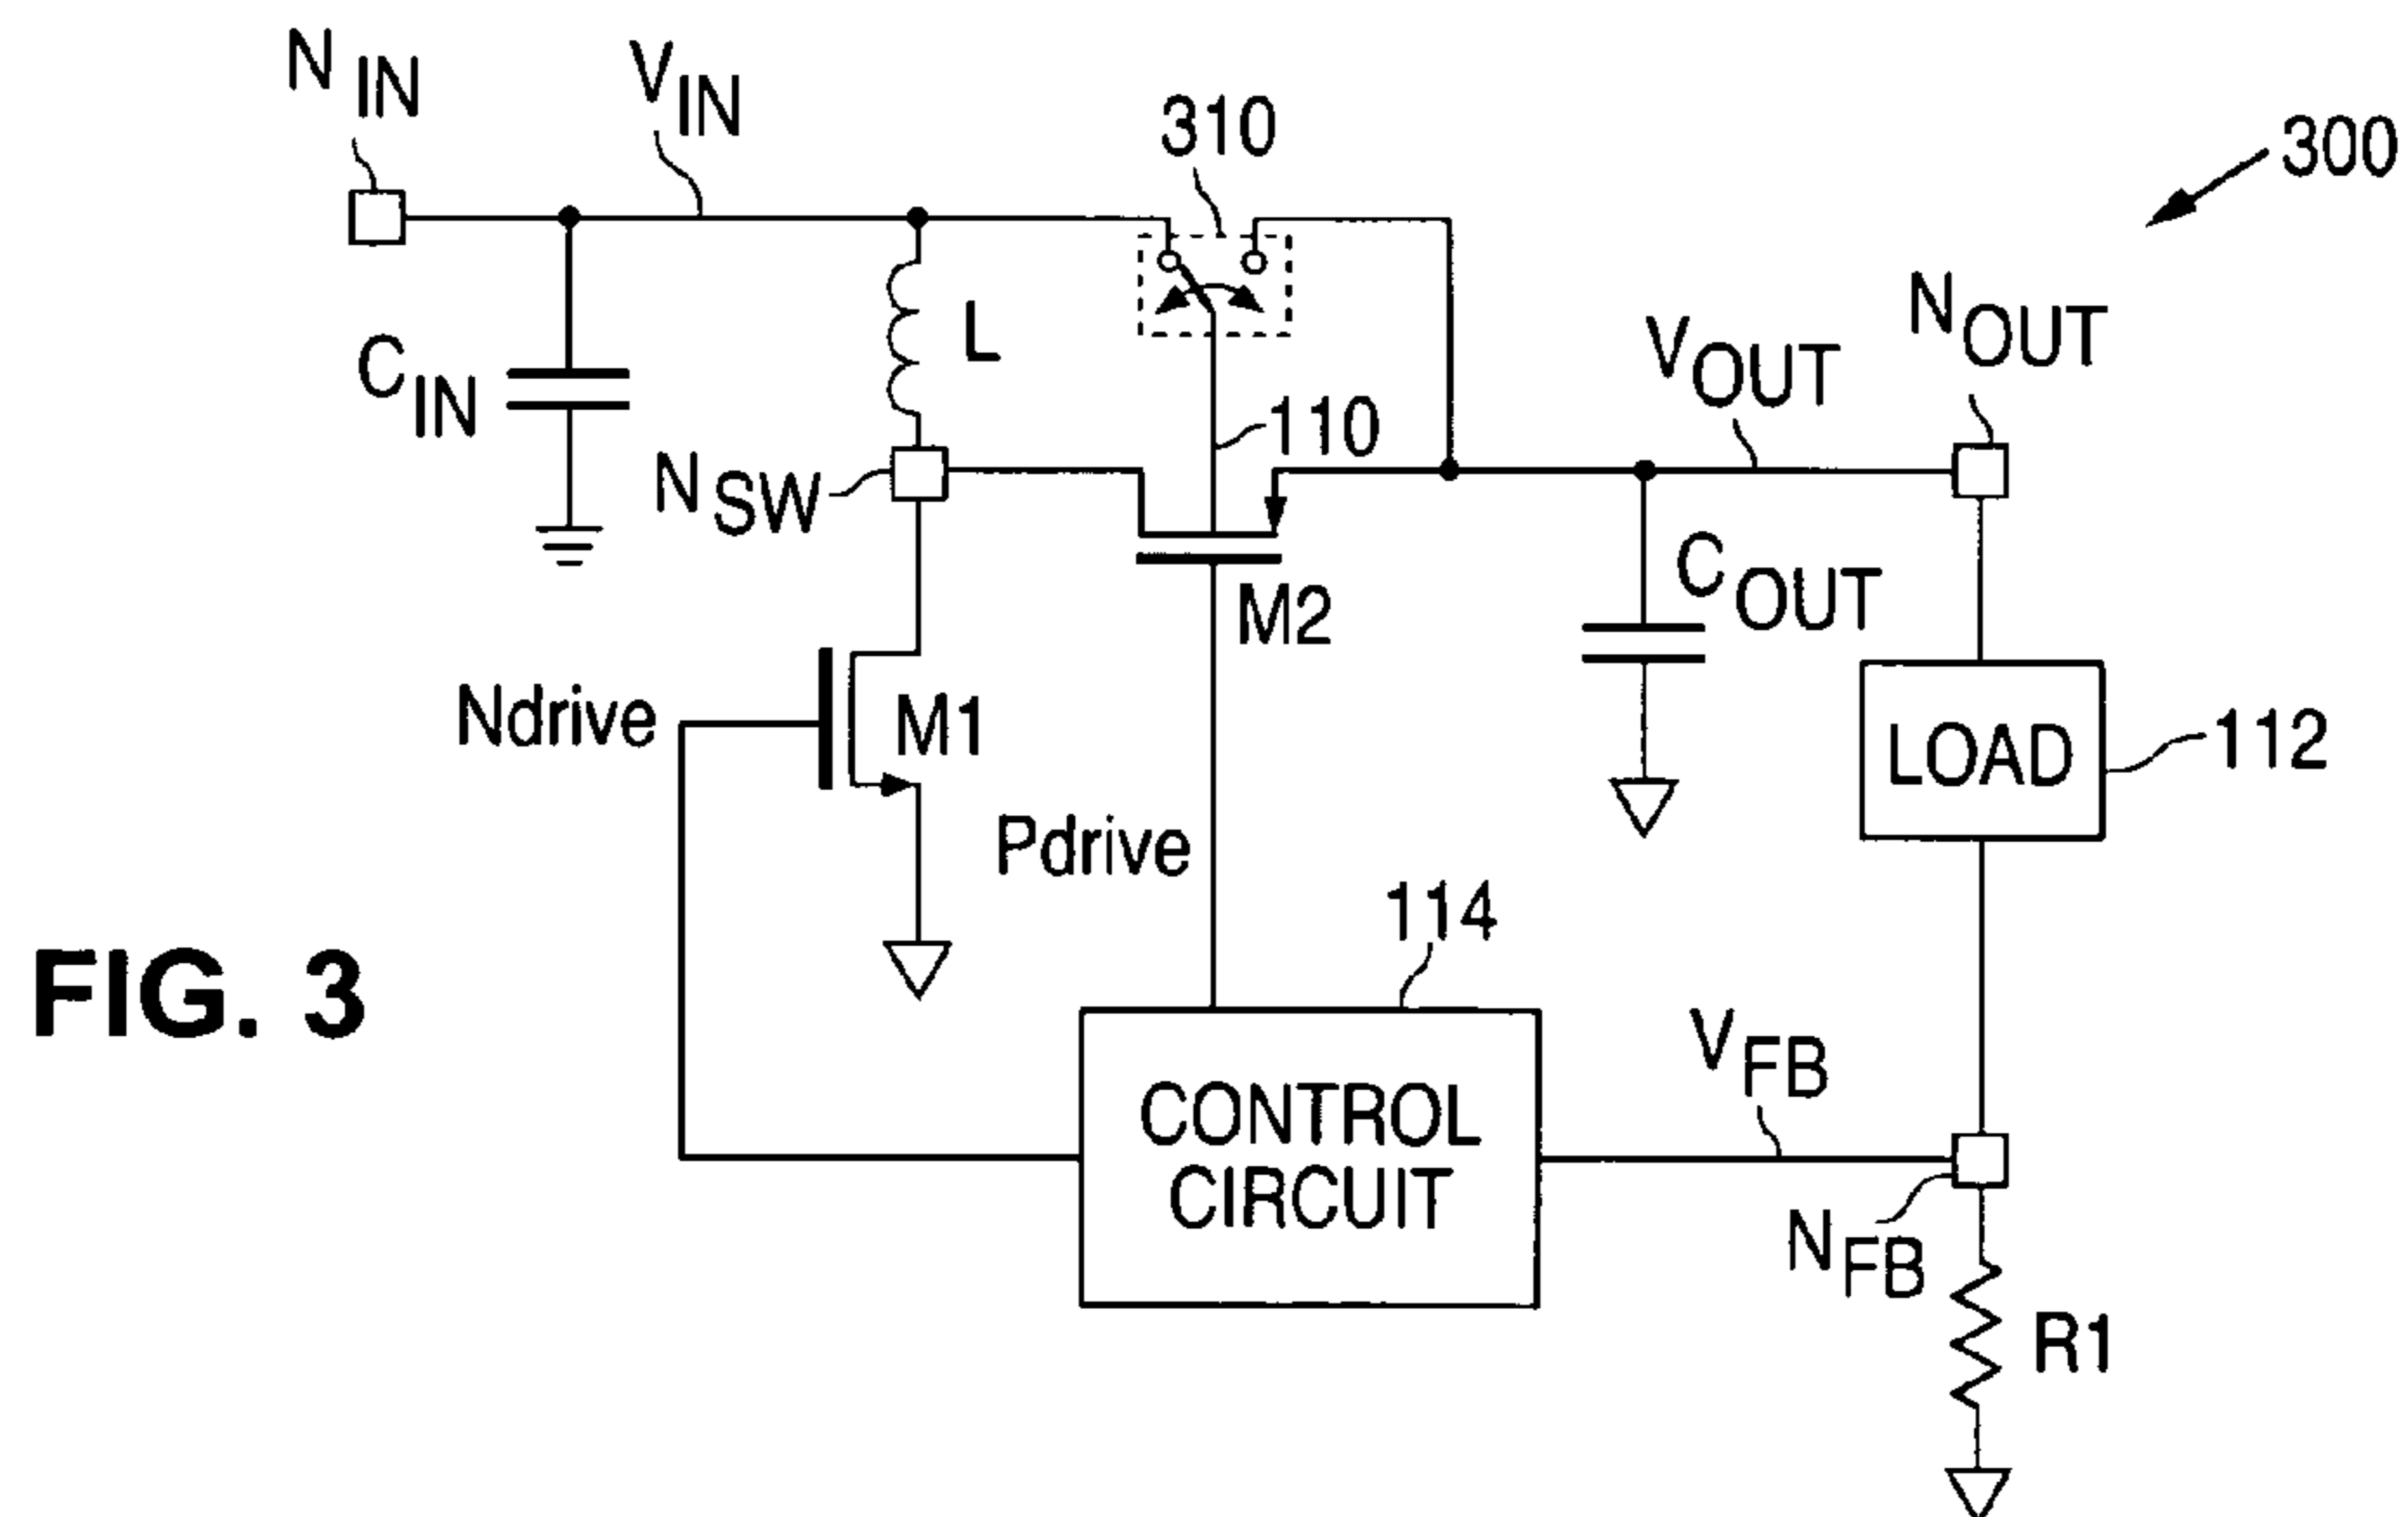 N IN
V IN
310
300
C IN
L
110
V OUT
N OUT
N SW
M2
C OUT
Ndrive
M1
LOAD
112
Pdrive
114
FIG. 3
CONTROL
CIRCUIT
V FB
N FB
R1